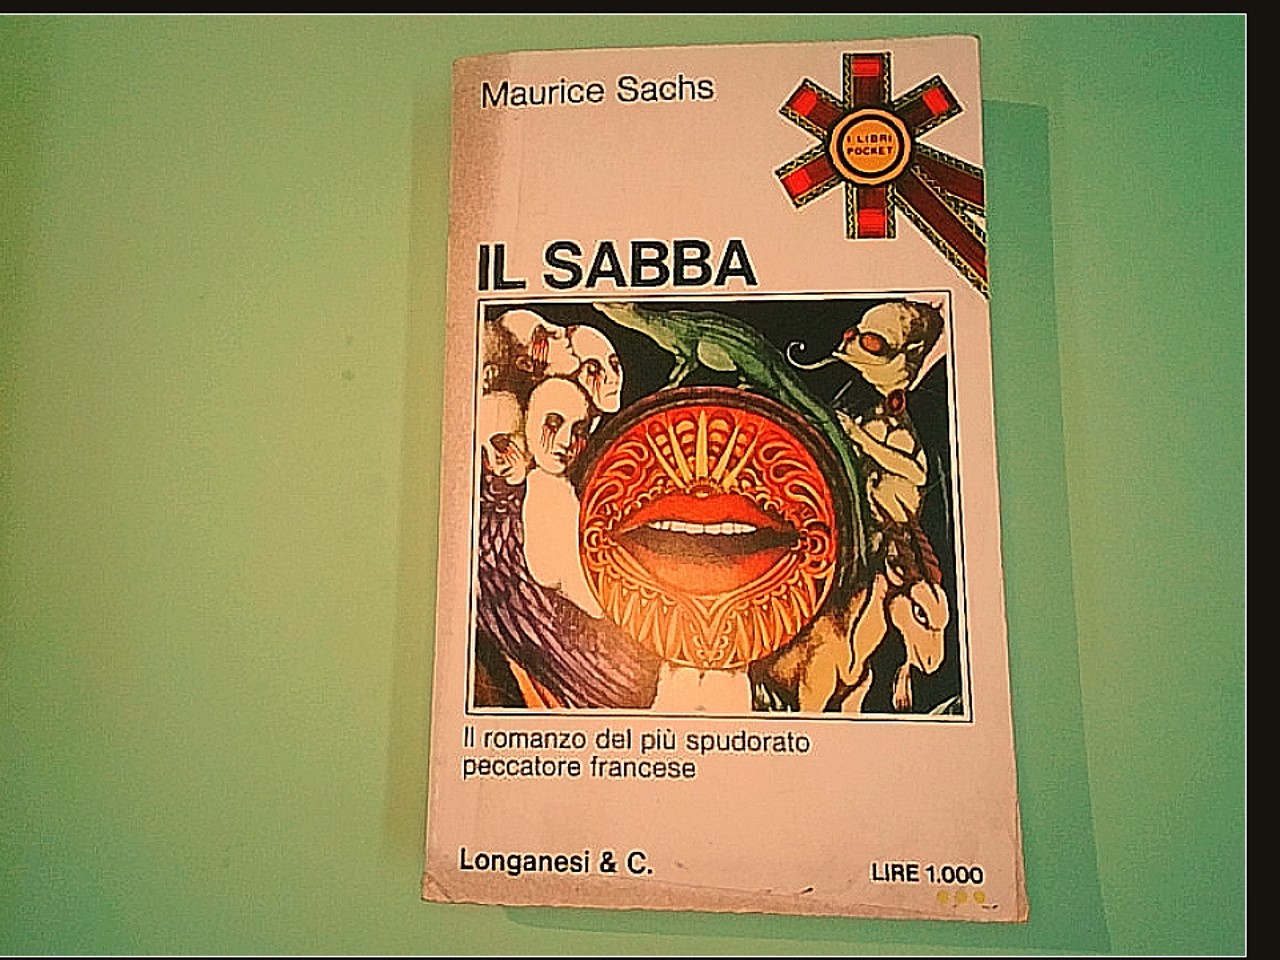 Maurice Sachs
I LIBRI
POCKET
IL SABBA
Il romanzo del più spudorato
peccatore francese
Longanesi & C.
LIRE 1.000